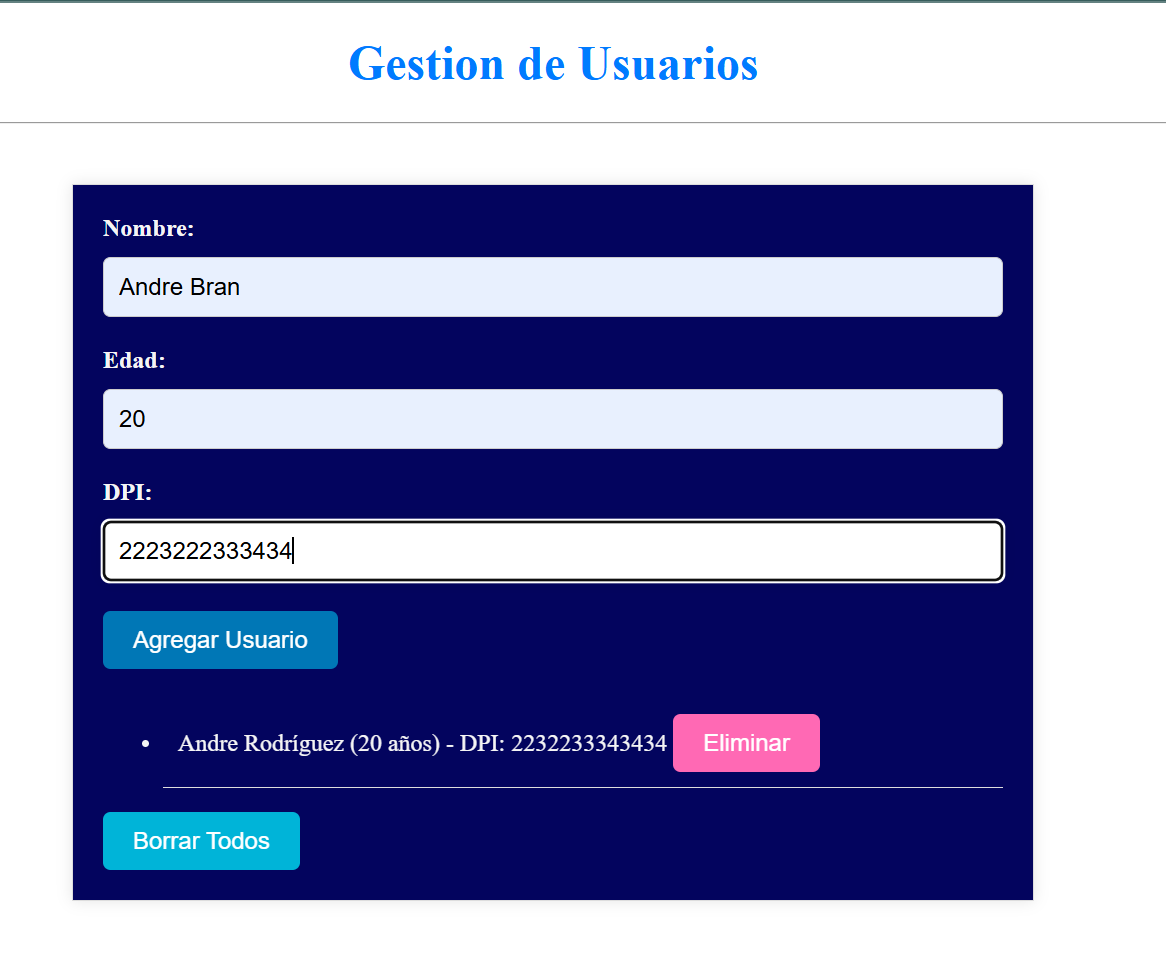 Gestion de Usuarios
Nombre:
Andre Bran
Edad:
20
DPI:
2223222333434
Agregar Usuario
Andre Rodríguez (20 años) - DPI: 2232233343434 Eliminar
Borrar Todos